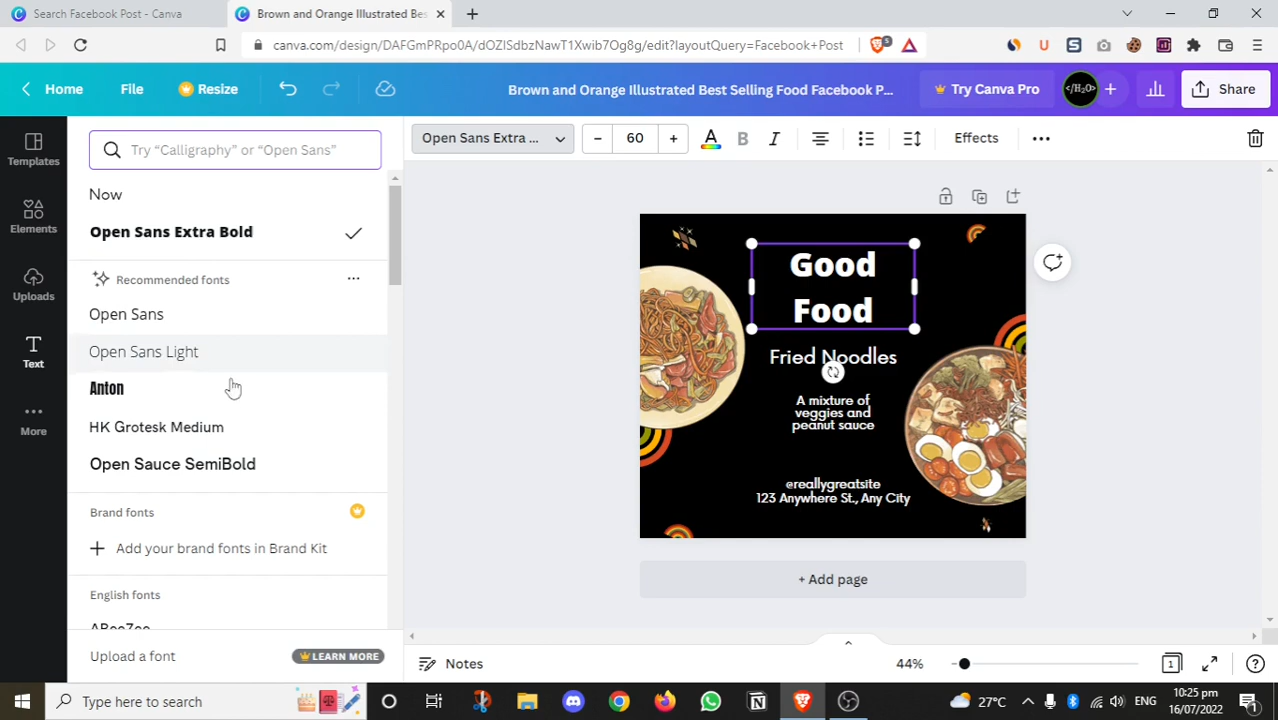 Search Facebook Post - Canva
Brown and Orange Illustrated Bes
canva.com/design/DAFGmPRpo0A/dOZlSdbzNawT1Xwib7Og8g/edit?layoutQuery=Facebook+Post
5
Home
File
Resize
Brown and Orange Illustrated Best Selling Food Facebook P...
Try Canva Pro
</H2O>
Share
Templates
Elements
Uploads
Text
More
Try “Calligraphy” or “Open Sans”
Now
Open Sans Extra Bold
Recommended fonts
Open Sans
Open Sans Light
Anton
HK Grotesk Medium
Open Sauce SemiBold
Brand fonts
Add your brand fonts in Brand Kit
English fonts
ABeeZee
Upload a font
LEARN MORE
Open Sans Extra ...
60
A
B
I
Effects
Good
Food
Fried Noodles
A mixture of
veggies and
peanut sauce
@reallygreatsite
123 Anywhere St., Any City
+ Add page
Notes
44%
1
Type here to search
27°C
ENG
10:25 pm
16/07/2022
1